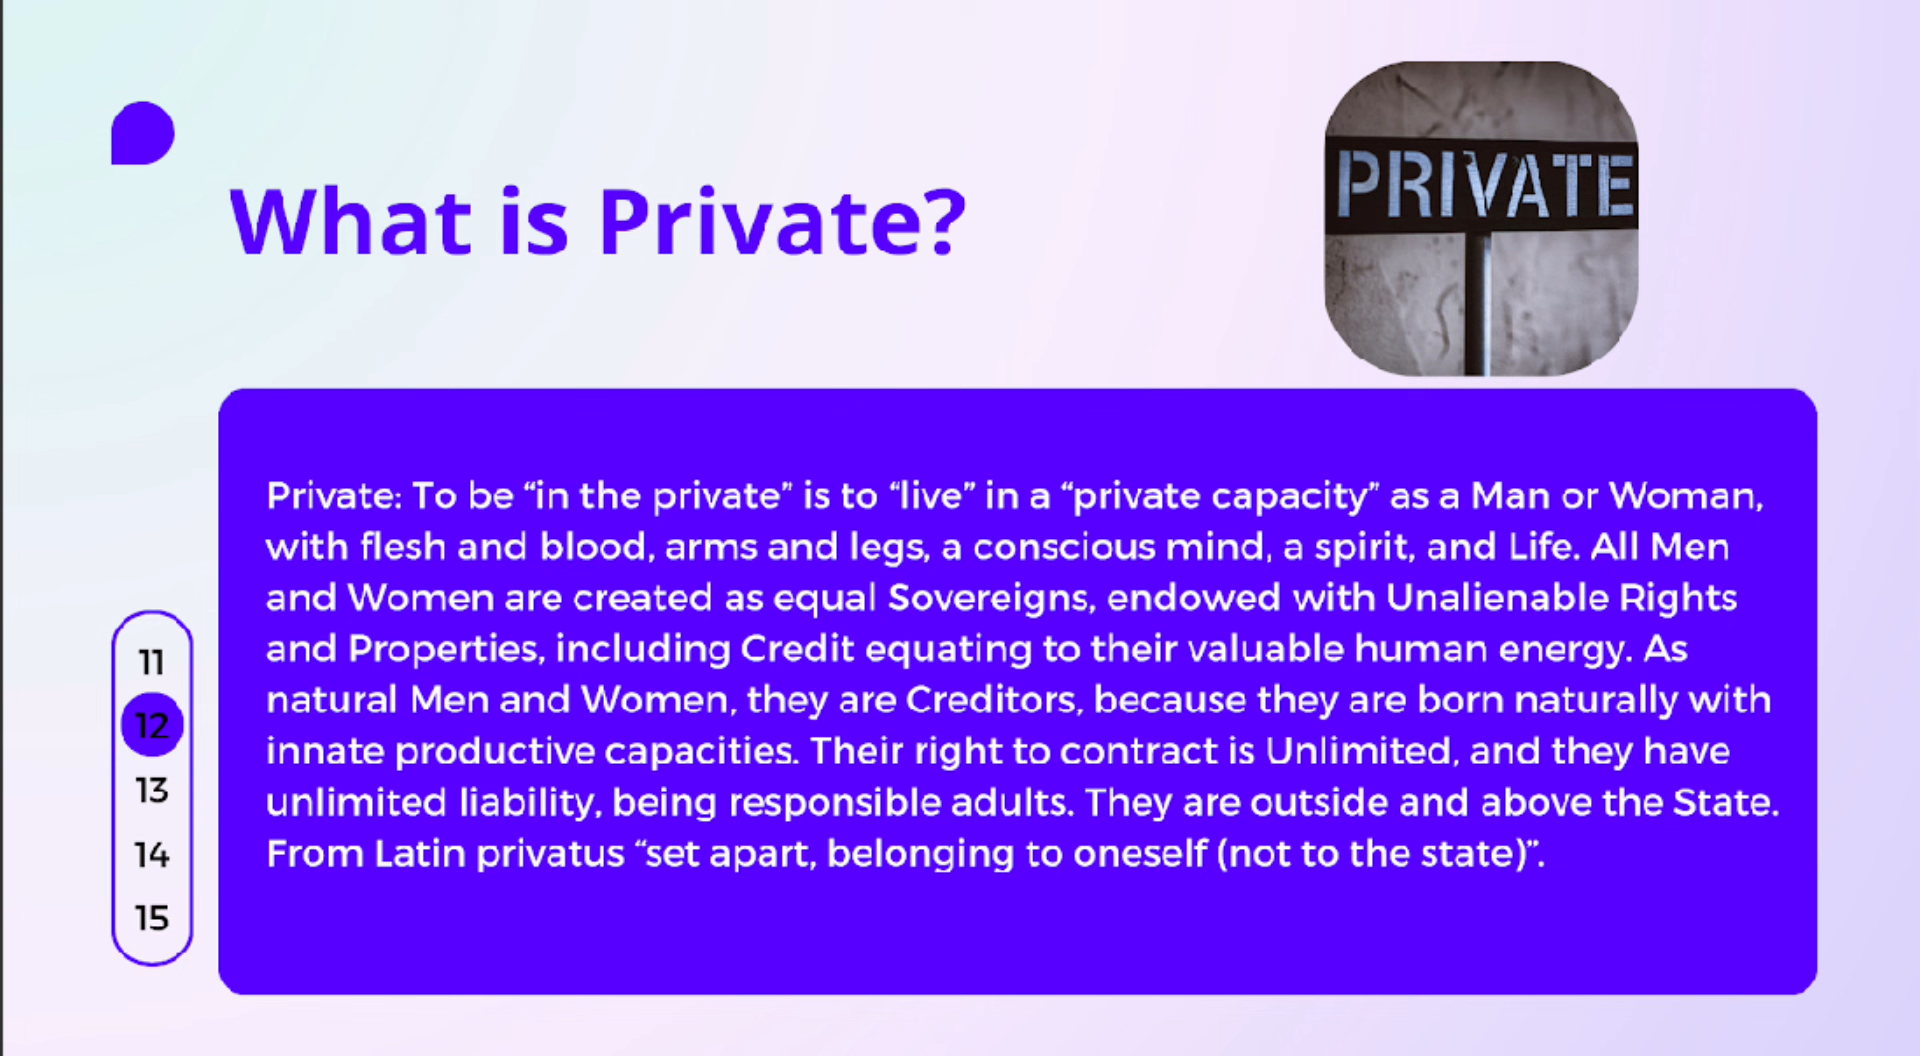 PRIVATE
What is Private?
Private: To be “in the private” is to “live” in a “private capacity” as a Man or Woman,
with flesh and blood, arms and legs, a conscious mind, a spirit, and Life. All Men
and Women are created as equal Sovereigns, endowed with Unalienable Rights
and Properties, including Credit equating to their valuable human energy. As
natural Men and Women, they are Creditors, because they are born naturally with
innate productive capacities. Their right to contract is Unlimited, and they have
unlimited liability, being responsible adults. They are outside and above the State.
From Latin privatus “set apart, belonging to oneself (not to the state)”.
11
12
13
14
15